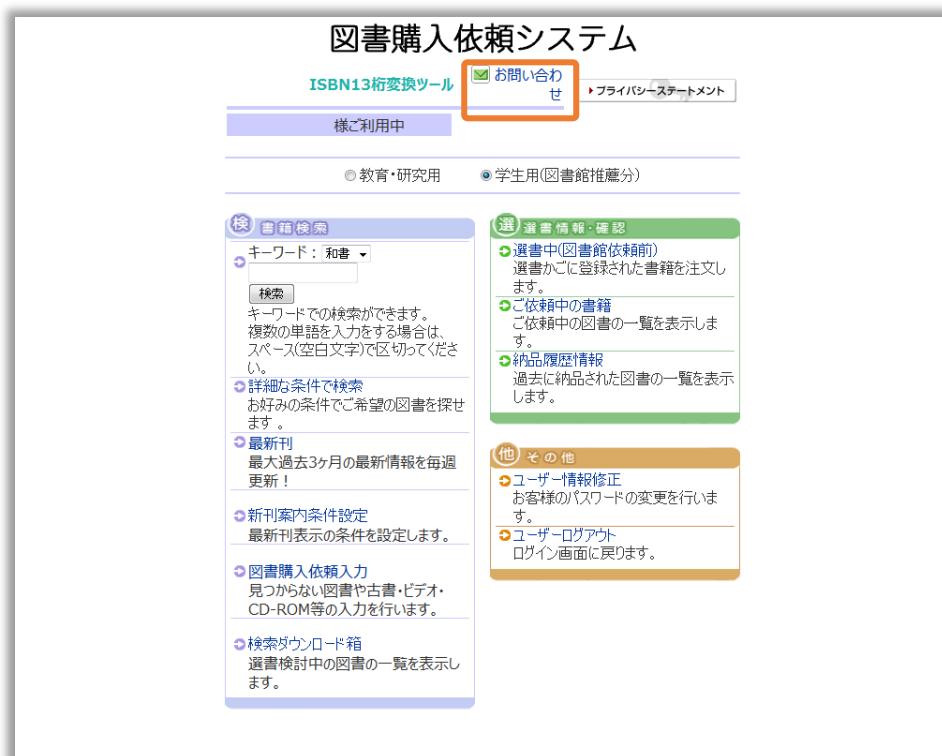 図書購入依頼システム
ISBN13桁変換ツール
お問い合わ
せ
プライバシーステートメント
様ご利用中
教育・研究用
学生用(図書館推薦分)
検 書籍検索
キーワード： 和書
検索
キーワードでの検索ができます。
複数の単語を入力をする場合は、
スペース(空白文字)で区切ってくださ
い。
詳細な条件で検索
お好みの条件でご希望の図書を探せ
ます 。
最新刊
最大過去3ヶ月の最新情報を毎週
更新！
新刊案内条件設定
最新刊表示の条件を設定します。
図書購入依頼入力
見つからない図書や古書・ビデオ・
CD-ROM等の入力を行います。
検索ダウンロード箱
選書検討中の図書の一覧を表示し
ます。
選 選書情報・確認
選書中(図書館依頼前)
選書かごに登録された書籍を注文し
ます。
ご依頼中の書籍
ご依頼中の図書の一覧を表示しま
す。
納品履歴情報
過去に納品された図書の一覧を表示
します。
他 その他
ユーザー情報修正
お客様のパスワードの変更を行いま
す。
ユーザーログアウト
ログイン画面に戻ります。